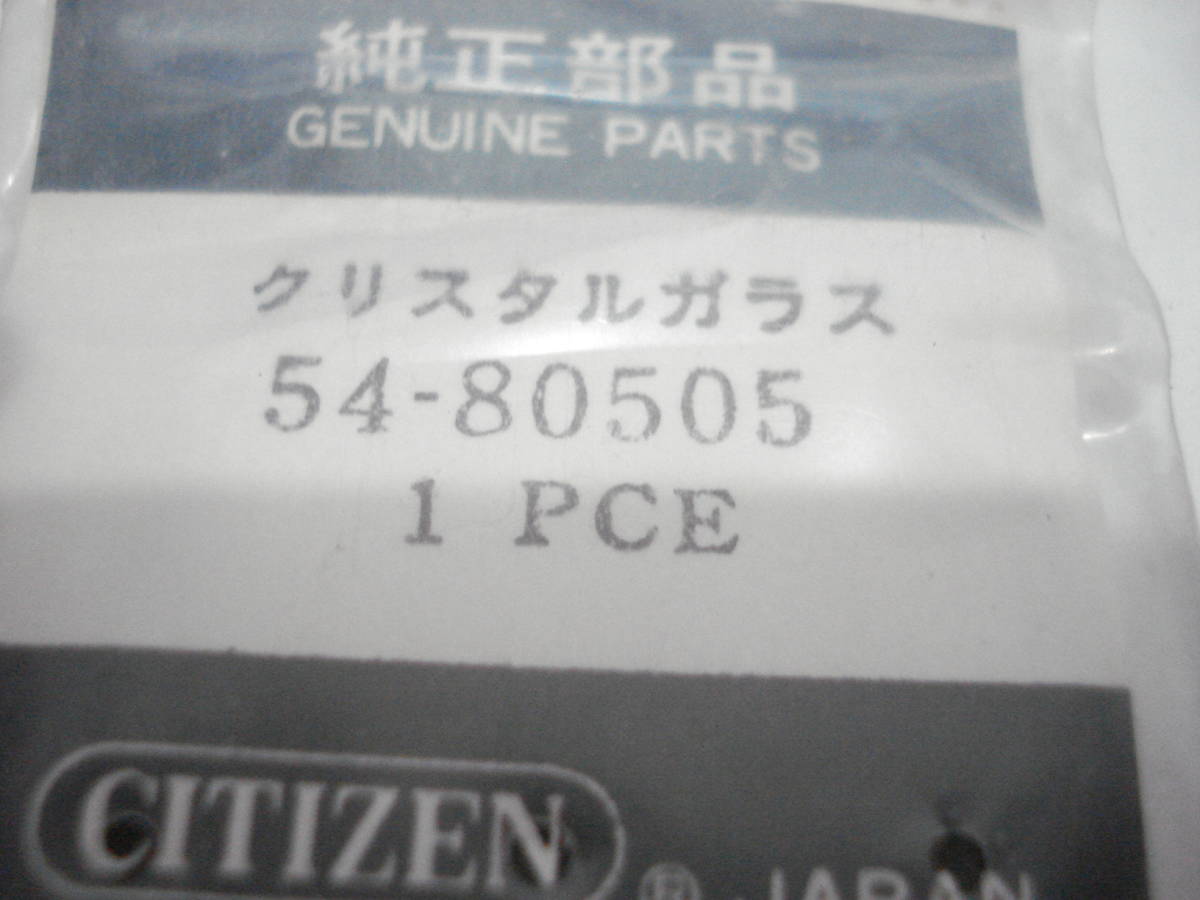 純正部品
GENUINE PARTS
クリスタルガラス
54-80505
1 PCE
CITIZEN ® JAPAN